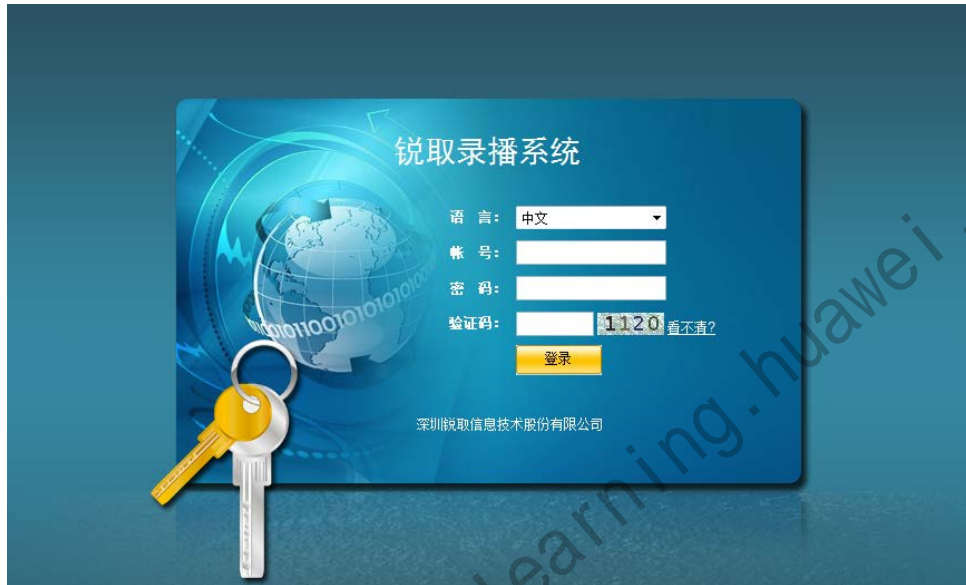 锐取录播系统
语 言： 中文
帐 号：
密 码：
验证码： 1120 看不清?
登录
深圳锐取信息技术股份有限公司
learning.huawei.